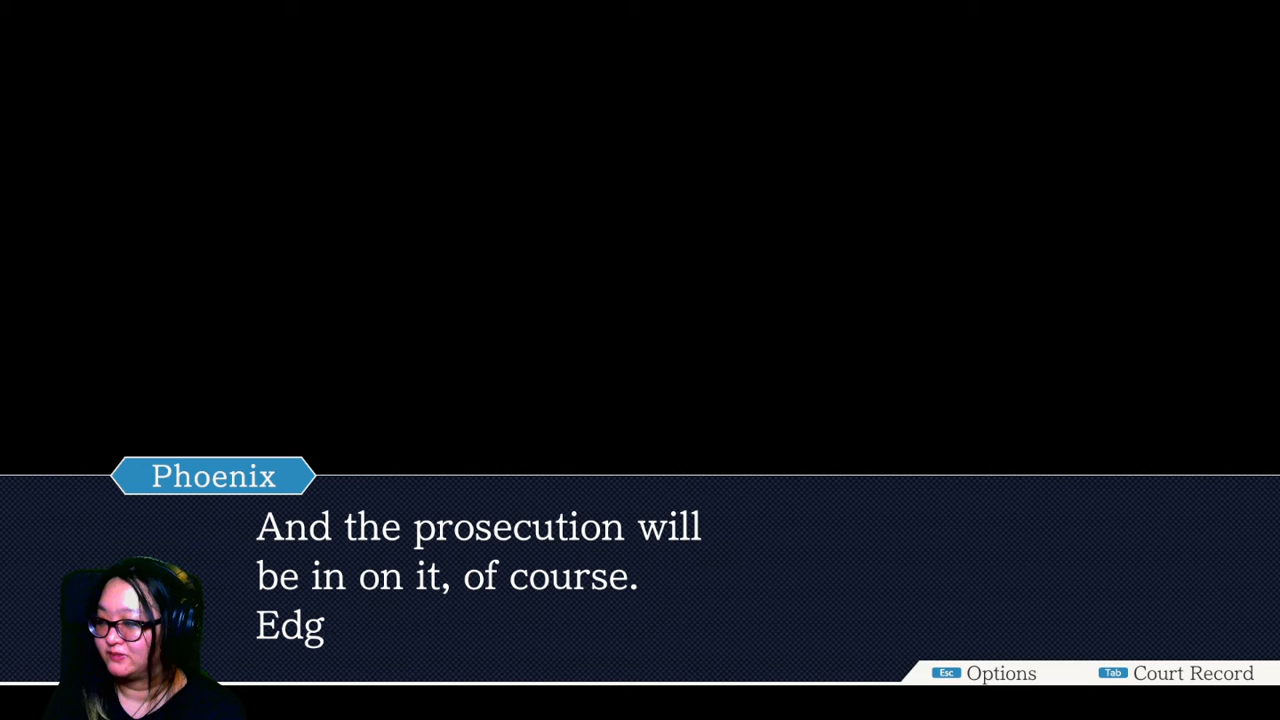 Phoenix
And the prosecution will
be in on it, of course.
Edg
Esc Options
Tab Court Record